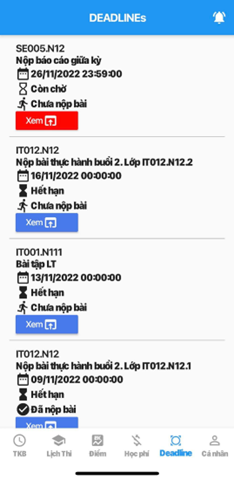 DEADLINEs
SE005.N12
Nộp báo cáo giữa kỳ
26/11/2022 23:59:00
Còn chờ
Chưa nộp bài
Xem
IT012.N12
Nộp bài thực hành buổi 2. Lớp IT012.N12.2
16/11/2022 00:00:00
Hết hạn
Chưa nộp bài
Xem
IT001.N111
Bài tập LT
13/11/2022 00:00:00
Hết hạn
Chưa nộp bài
Xem
IT012.N12
Nộp bài thực hành buổi 2. Lớp IT012.N12.1
09/11/2022 00:00:00
Hết hạn
Đã nộp bài
Xem
TKB Lịch Thi Điểm Học phí Deadline Cá nhân